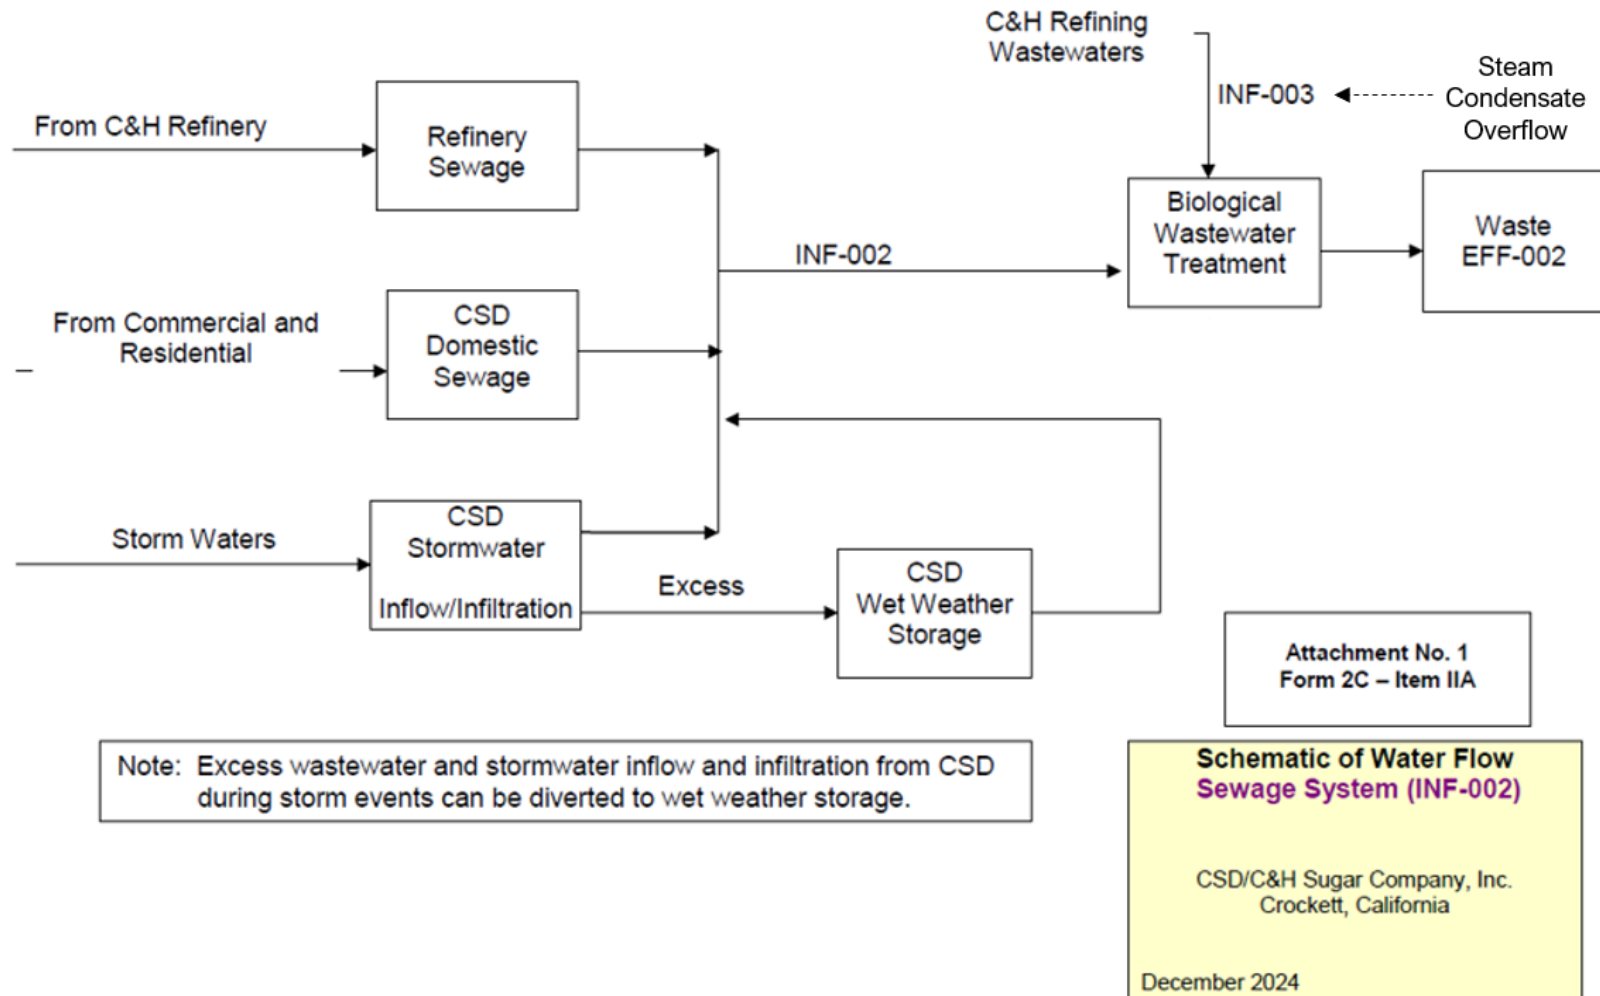 C&H Refining
Wastewaters
INF-003
Steam
Condensate
Overflow
From C&H Refinery
Refinery
Sewage
Biological
Wastewater
Treatment
Waste
EFF-002
INF-002
From Commercial and
Residential
CSD
Domestic
Sewage
Storm Waters
CSD
Stormwater
Inflow/Infiltration
Excess
CSD
Wet Weather
Storage
Attachment No. 1
Form 2C – Item IIA
Note: Excess wastewater and stormwater inflow and infiltration from CSD
during storm events can be diverted to wet weather storage.
Schematic of Water Flow
Sewage System (INF-002)
CSD/C&H Sugar Company, Inc.
Crockett, California
December 2024